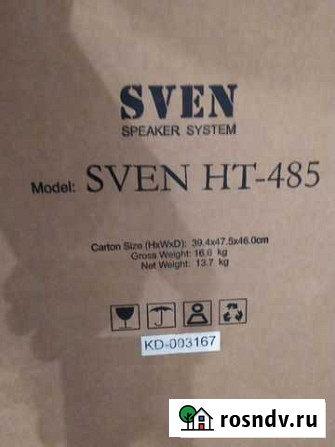 SVEN
SPEAKER SYSTEM
Model: SVEN HT-485
Carton Size (HxWxD): 39.4x47.5x46.0cm
Gross Weight: 16.6 kg
Net Weight: 13.7 kg
KD-003167
rosndv.ru